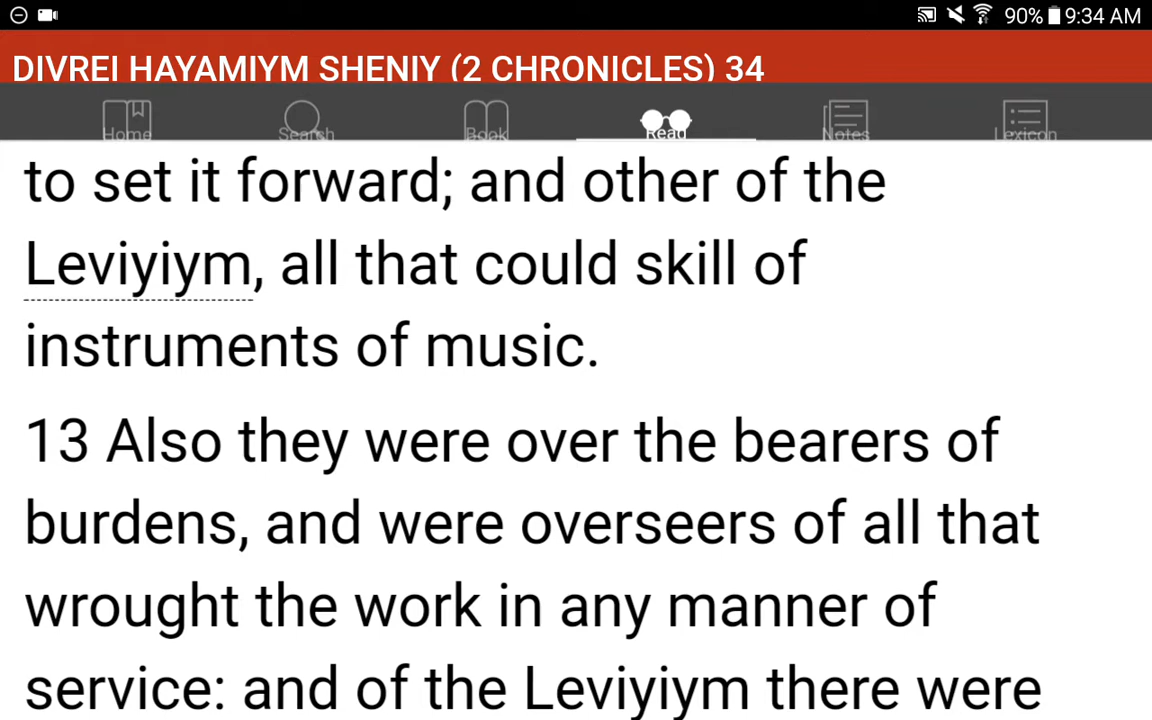 90% 9:34 AM
DIVREI HAYAMIYM SHENIY (2 CHRONICLES) 34
Home Search Book Read Notes Lexicon
to set it forward; and other of the
Leviyiym, all that could skill of
instruments of music.
13 Also they were over the bearers of
burdens, and were overseers of all that
wrought the work in any manner of
service: and of the Leviyiym there were